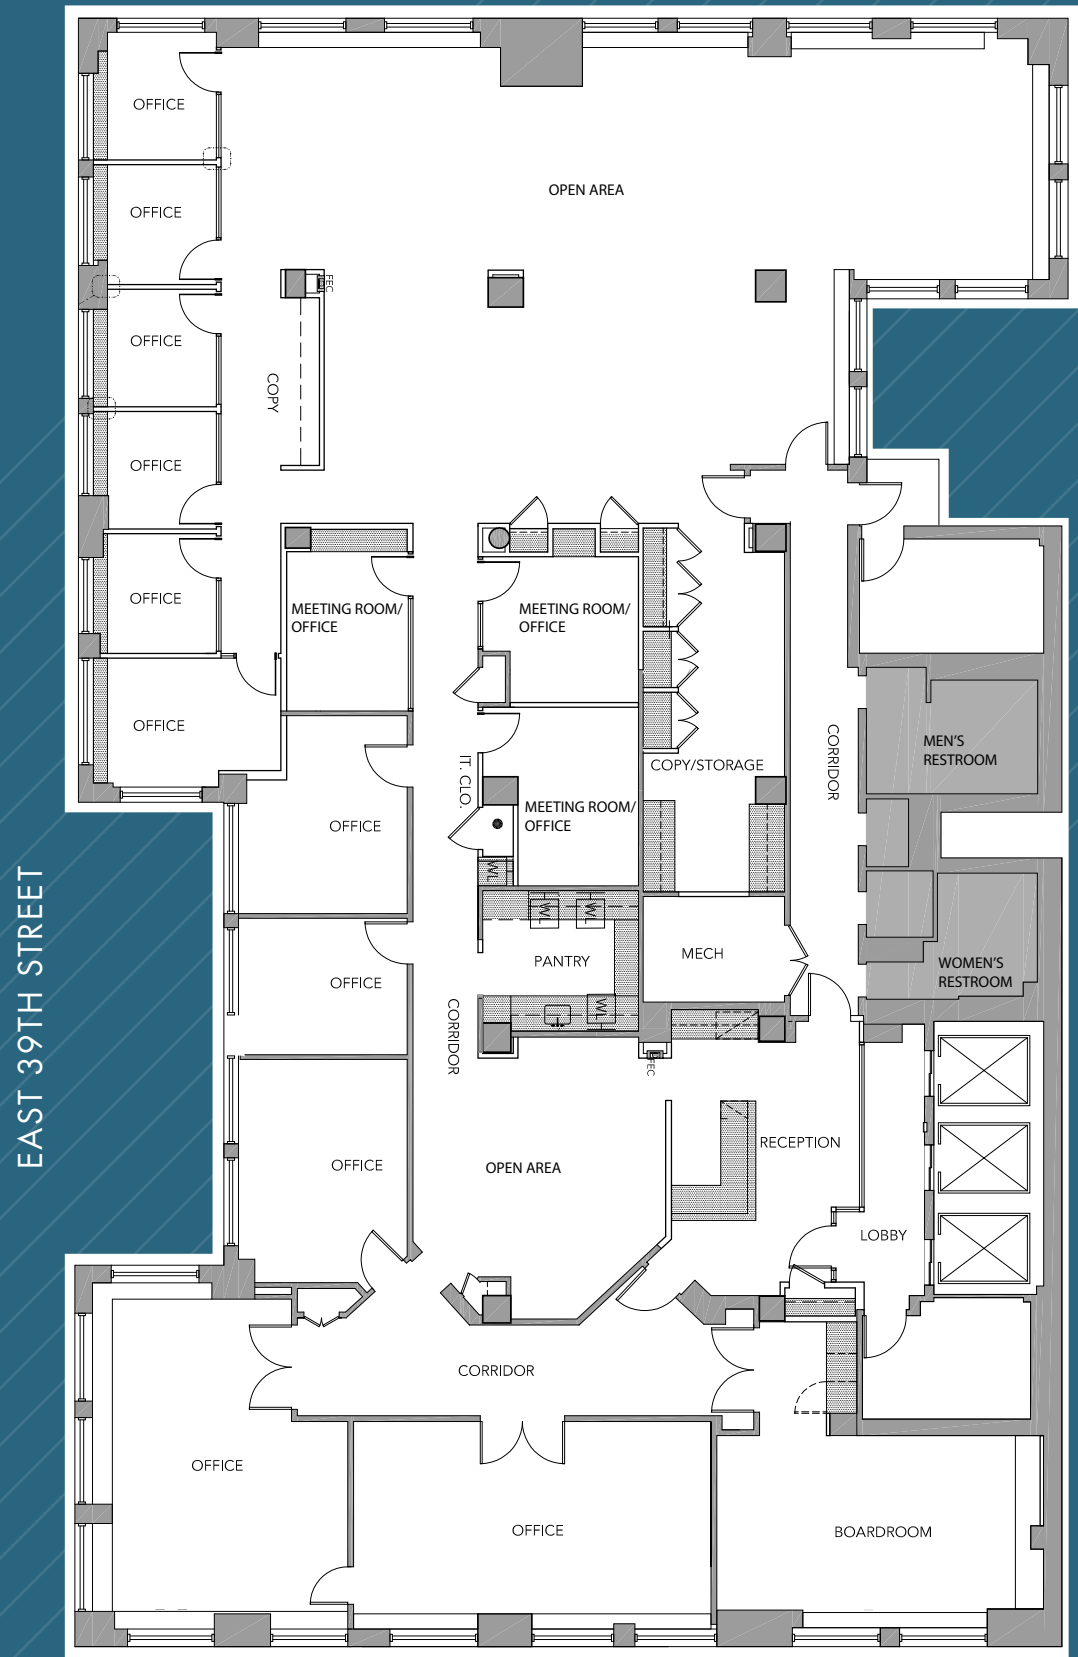 OFFICE
OPEN AREA
OFFICE
FEC
OFFICE
COPY
OFFICE
OFFICE
MEETING ROOM/
OFFICE
MEETING ROOM/
OFFICE
OFFICE
CORRIDOR
MEN'S
RESTROOM
IT. CLO.
COPY/STORAGE
OFFICE
MEETING ROOM/
OFFICE
WL
WL
WL
PANTRY
MECH
WOMEN'S
RESTROOM
OFFICE
WL
CORRIDOR
FEC
EAST 39TH STREET
OFFICE
OPEN AREA
RECEPTION
LOBBY
CORRIDOR
OFFICE
OFFICE
BOARDROOM